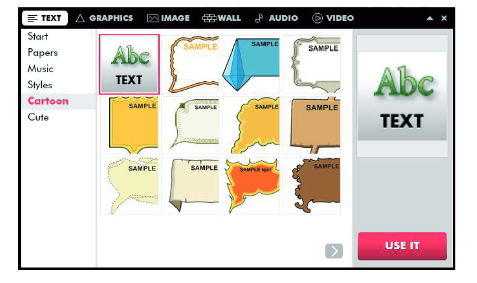 TEXT GRAPHICS IMAGE WALL AUDIO VIDEO
Start
Papers
Music
Styles
Cartoon
Cute
Abc
TEXT
SAMPLE
SAMPLE
SAMPLE
SAMPLE
SAMPLE
SAMPLE
SAMPLE
SAMPLE
SAMPLE
SAMPLE TEXT
SAMPLE
Abc
TEXT
USE IT